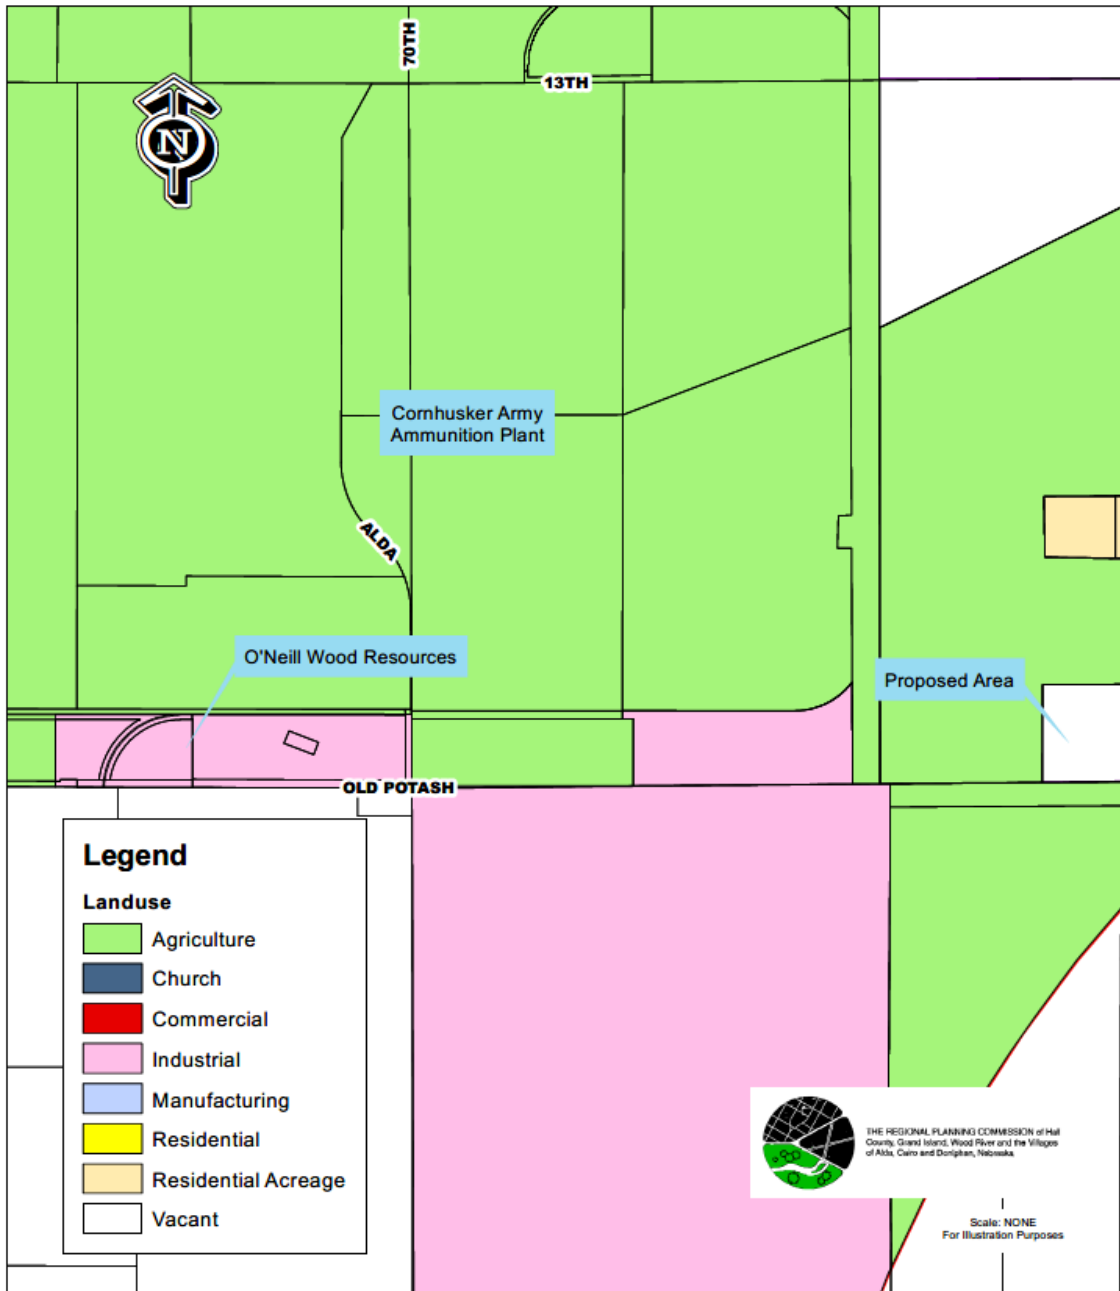 70TH
13TH
N
Cornhusker Army
Ammunition Plant
ALDA
O'Neill Wood Resources
Proposed Area
OLD POTASH
Legend
Landuse
Agriculture
Church
Commercial
Industrial
Manufacturing
Residential
Residential Acreage
Vacant
THE REGIONAL PLANNING COMMISSION of Hall
County, Grand Island, Wood River and the Villages
of Alda, Cairo and Doniphan, Nebraska
Scale: NONE
For Illustration Purposes